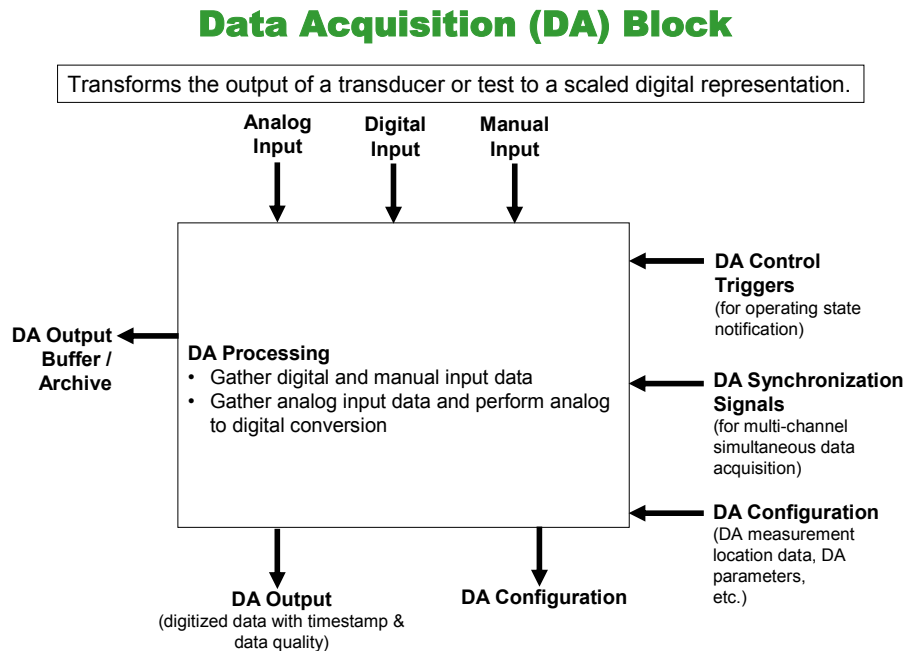 Data Acquisition (DA) Block
Transforms the output of a transducer or test to a scaled digital representation.
Analog
Input
Digital
Input
Manual
Input
DA Control
Triggers
(for operating state
notification)
DA Output
Buffer /
Archive
DA Processing
• Gather digital and manual input data
• Gather analog input data and perform analog
to digital conversion
DA Synchronization
Signals
(for multi-channel
simultaneous data
acquisition)
DA Configuration
(DA measurement
location data, DA
parameters,
etc.)
DA Output
(digitized data with timestamp &
data quality)
DA Configuration